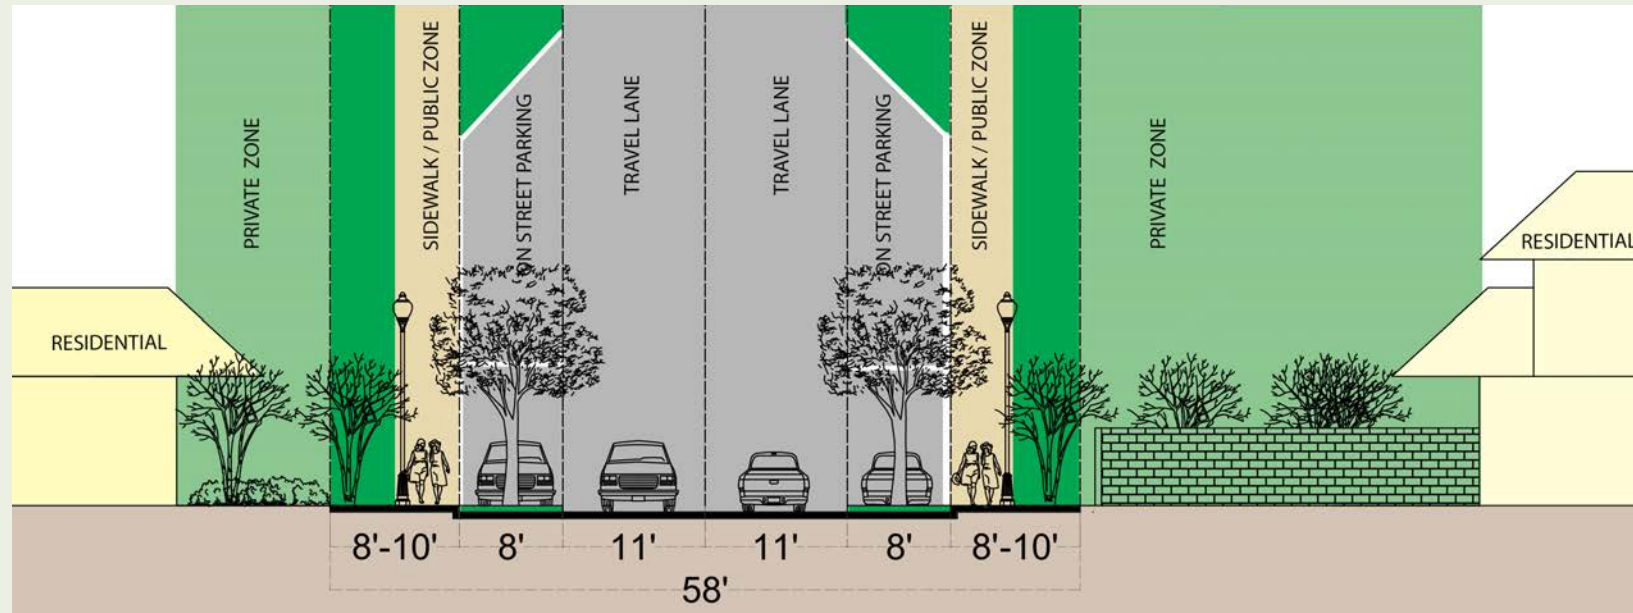 PRIVATE ZONE
SIDEWALK / PUBLIC ZONE
ON STREET PARKING
TRAVEL LANE
TRAVEL LANE
ON STREET PARKING
SIDEWALK / PUBLIC ZONE
PRIVATE ZONE
RESIDENTIAL
RESIDENTIAL
8'-10'
8'
11'
11'
8'
8'-10'
58'